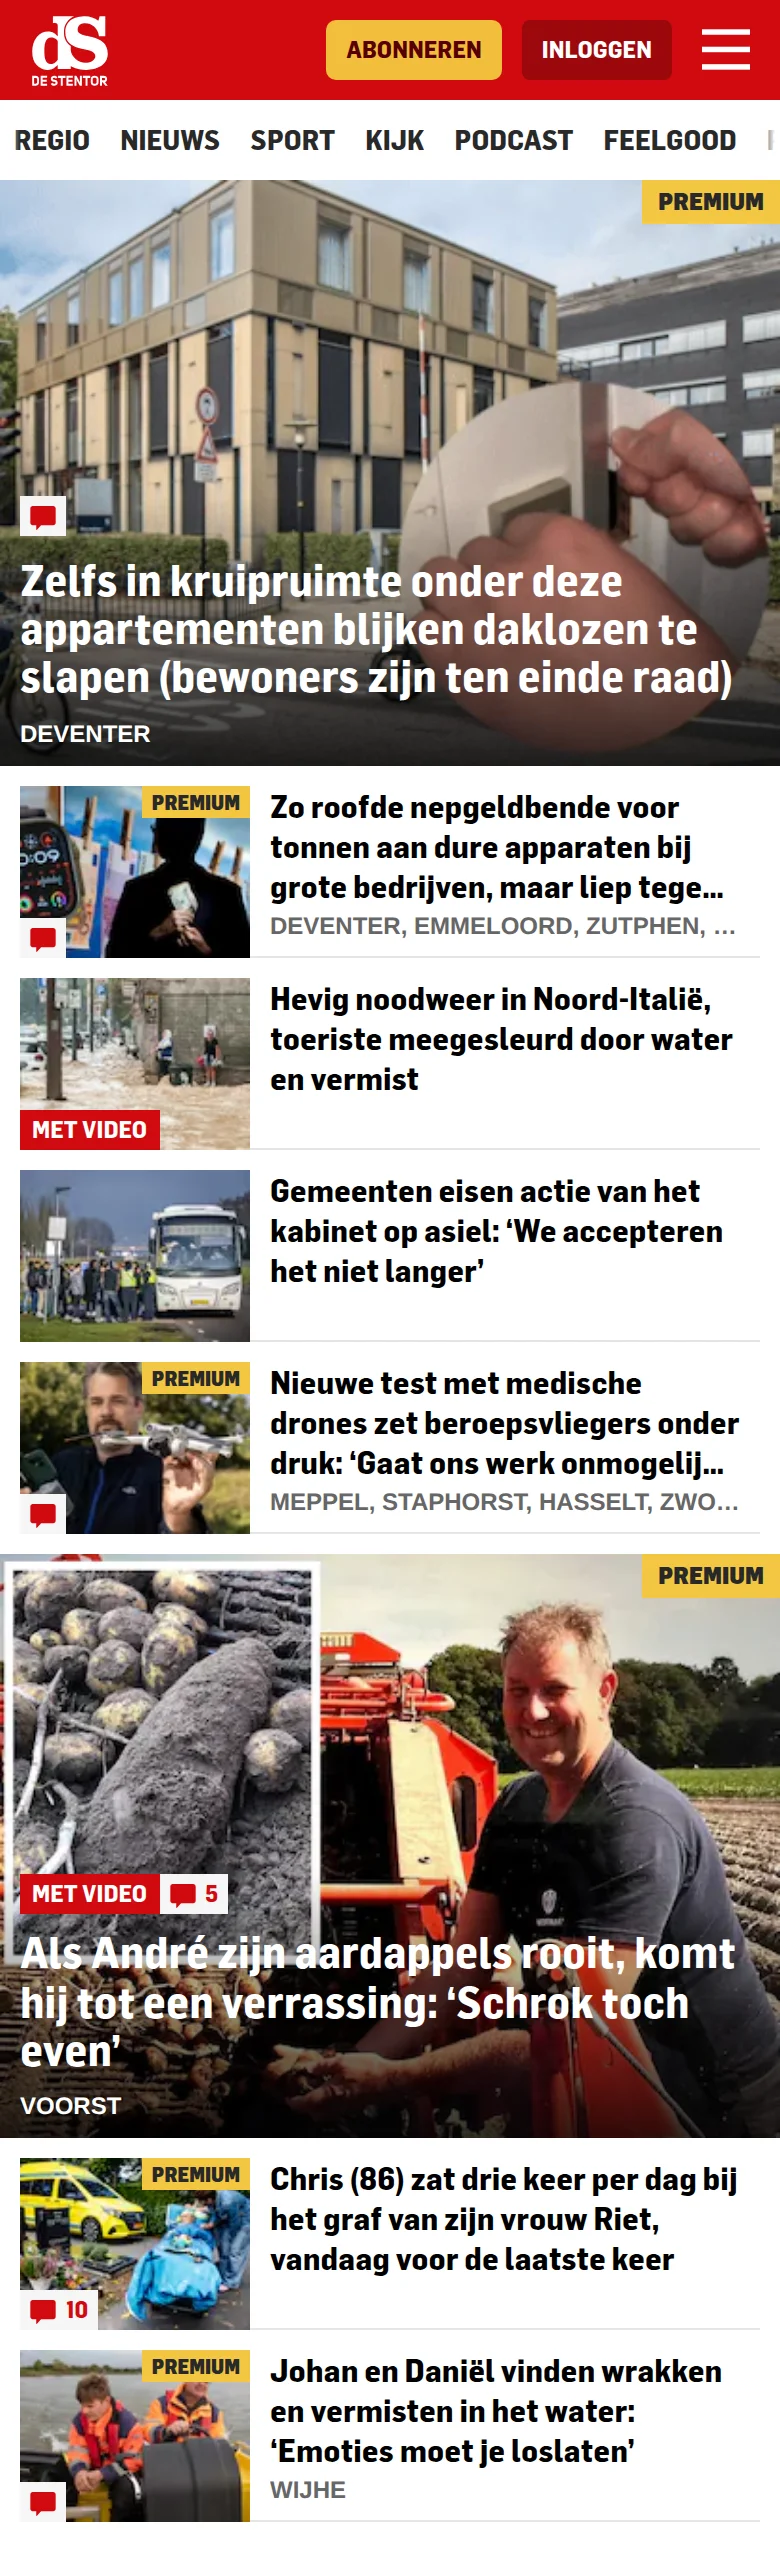 dS
DE STENTOR
ABONNEREN
INLOGGEN
REGIO NIEUWS SPORT KIJK PODCAST FEELGOOD
PREMIUM
Zelfs in kruipruimte onder deze
appartementen blijken daklozen te
slapen (bewoners zijn ten einde raad)
DEVENTER
PREMIUM
Zo roofde nepgeldbende voor
tonnen aan dure apparaten bij
grote bedrijven, maar liep tege...
DEVENTER, EMMELOORD, ZUTPHEN, ...
Hevig noodweer in Noord-Italië,
toeriste meegesleurd door water
en vermist
MET VIDEO
Gemeenten eisen actie van het
kabinet op asiel: ‘We accepteren
het niet langer’
PREMIUM
Nieuwe test met medische
drones zet beroepsvliegers onder
druk: ‘Gaat ons werk onmogelij...
MEPPEL, STAPHORST, HASSELT, ZWO...
PREMIUM
MET VIDEO 5
Als André zijn aardappels rooit, komt
hij tot een verrassing: ‘Schrok toch
even’
VOORST
PREMIUM
10
Chris (86) zat drie keer per dag bij
het graf van zijn vrouw Riet,
vandaag voor de laatste keer
PREMIUM
Johan en Daniël vinden wrakken
en vermisten in het water:
‘Emoties moet je loslaten’
WIJHE